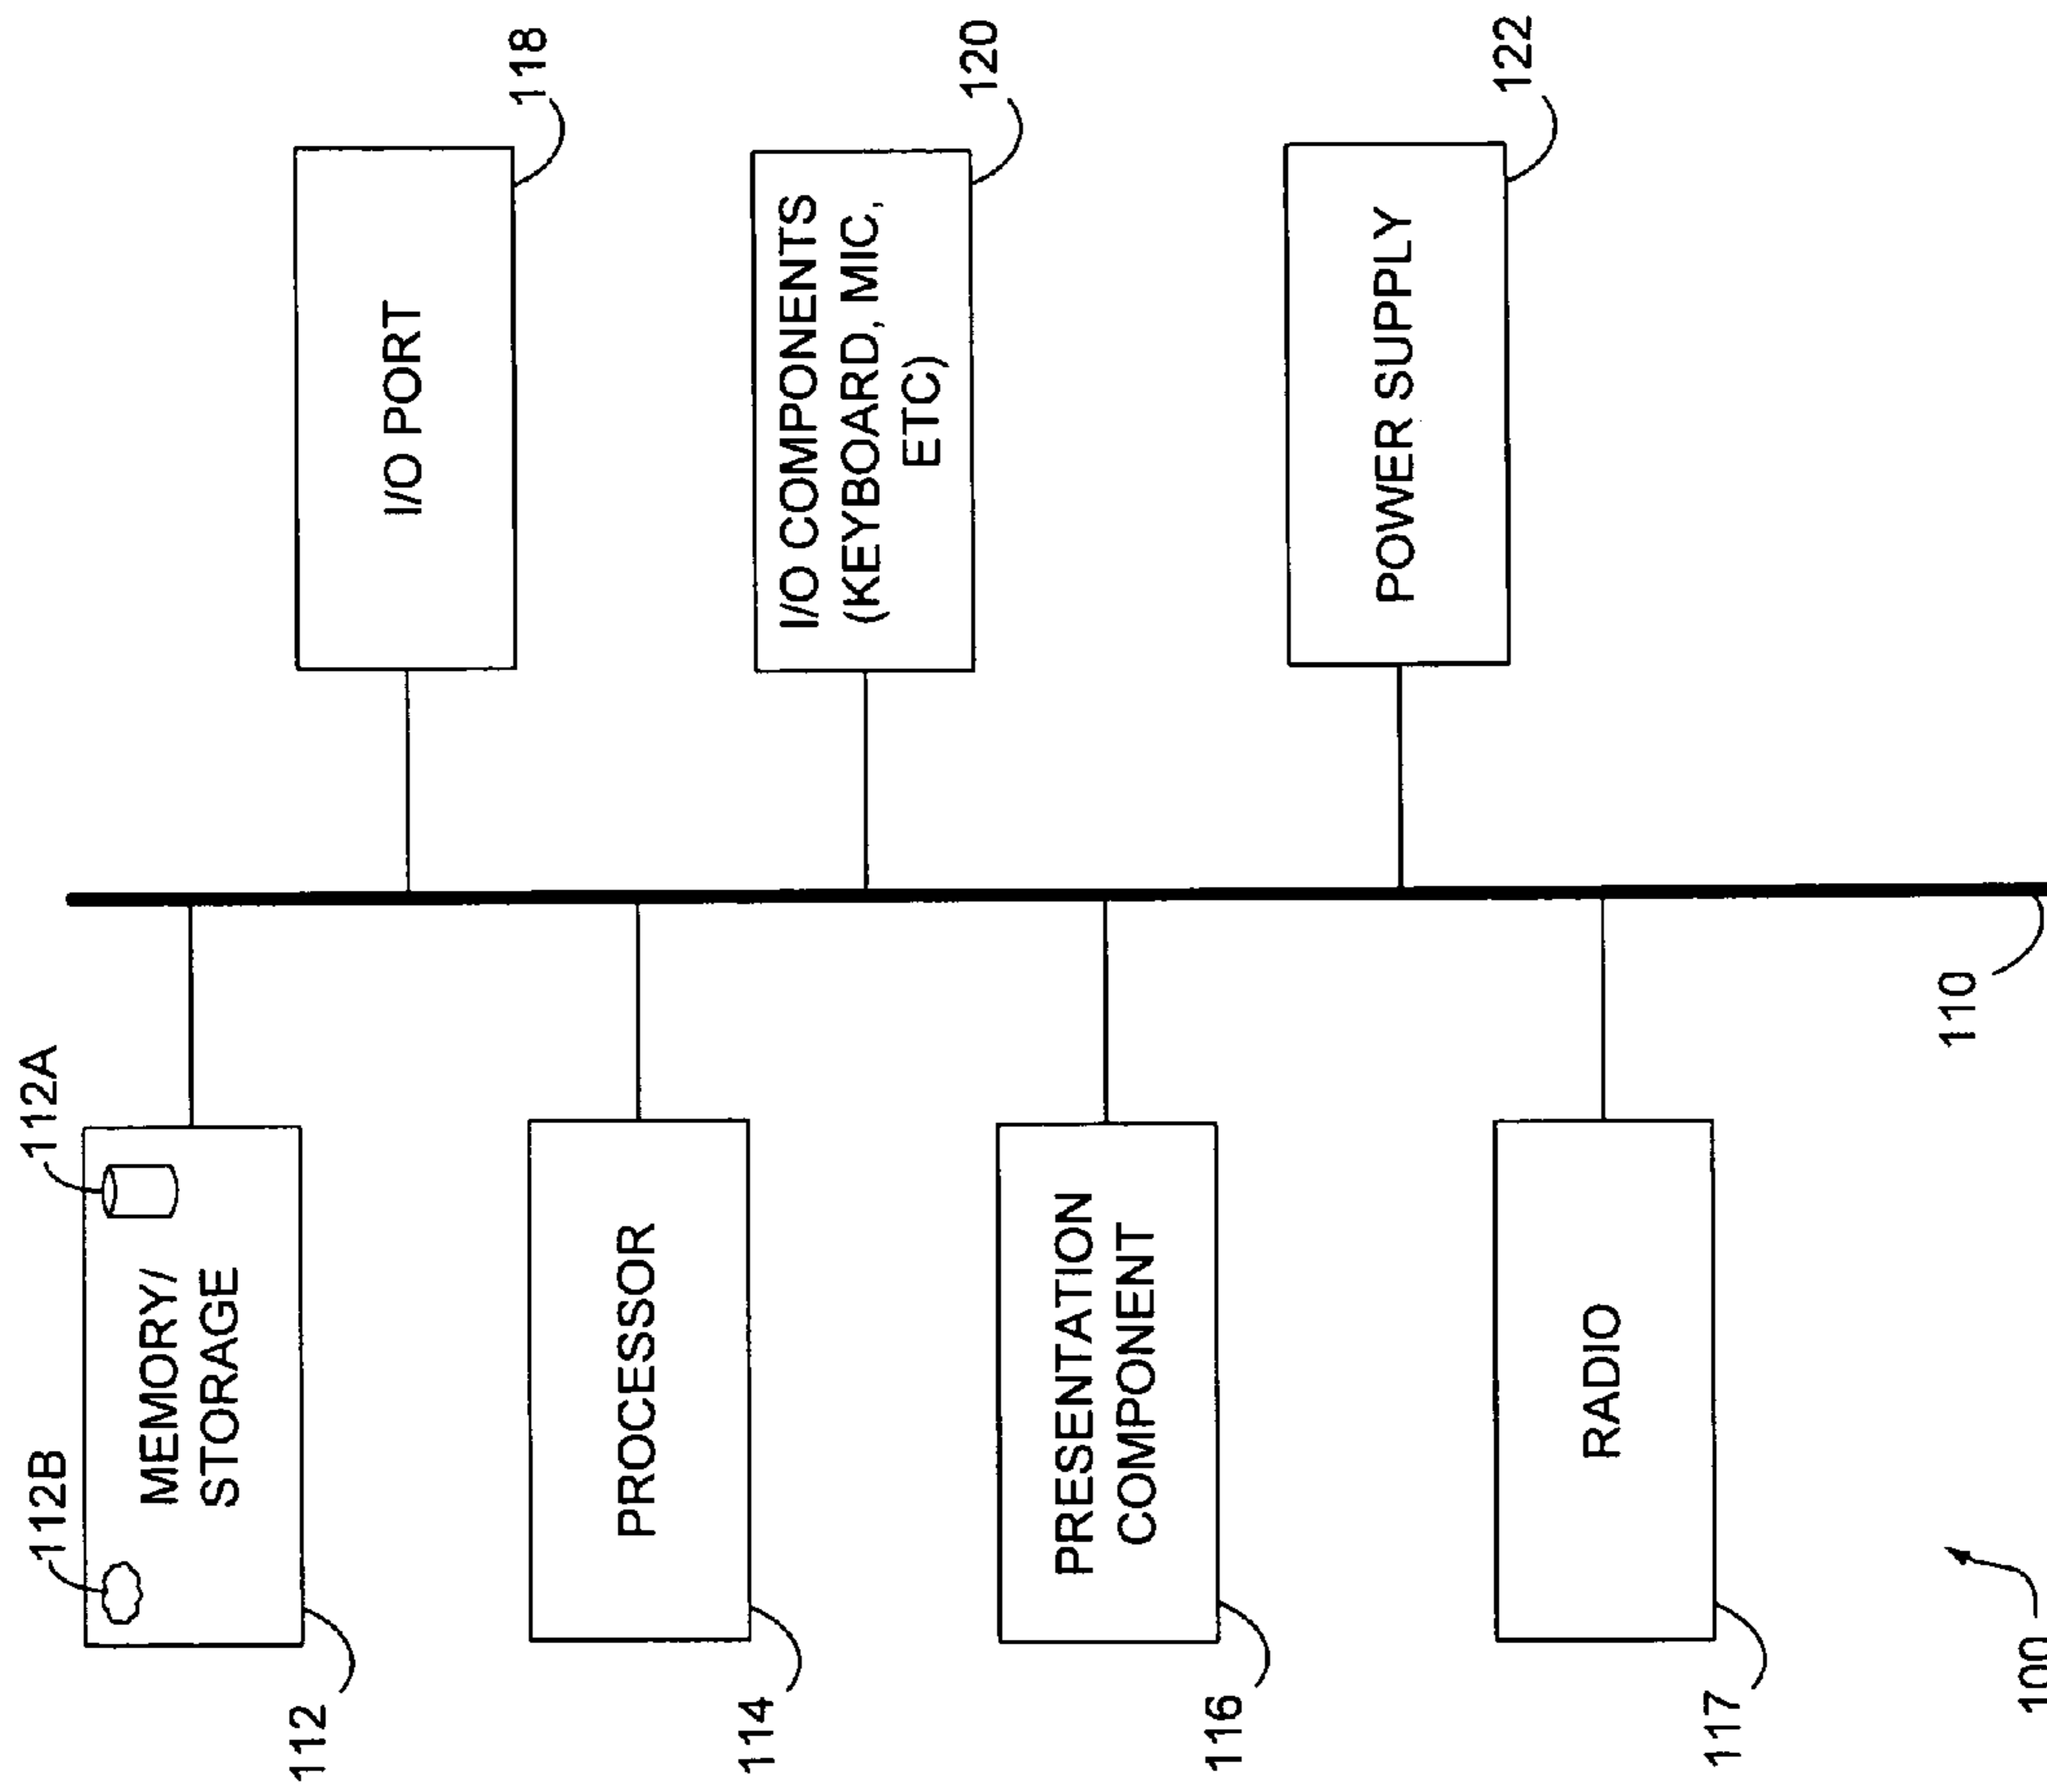 112B
112A
MEMORY/
STORAGE
112
PROCESSOR
114
PRESENTATION
COMPONENT
116
RADIO
117
I/O PORT
118
I/O COMPONENTS
(KEYBOARD, MIC,
ETC)
120
POWER SUPPLY
122
110
100